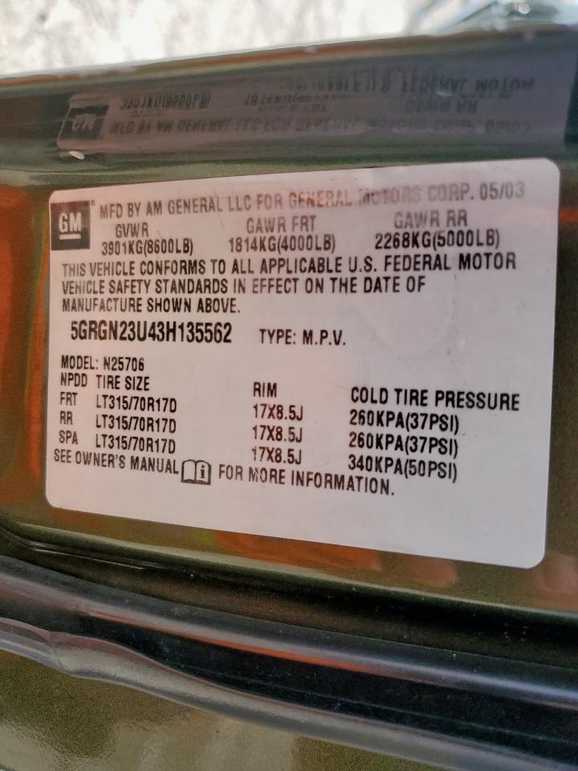 GM ® MFD BY AM GENERAL LLC FOR GENERAL MOTORS CORP. 05/03
GVWR GAWR FRT GAWR RR
3901KG(8600LB) 1814KG(4000LB) 2268KG(5000LB)
THIS VEHICLE CONFORMS TO ALL APPLICABLE U.S. FEDERAL MOTOR
VEHICLE SAFETY STANDARDS IN EFFECT ON THE DATE OF
MANUFACTURE SHOWN ABOVE.
5GRGN23U43H135562 TYPE: M.P.V.
MODEL: N25706
NPDD TIRE SIZE RIM COLD TIRE PRESSURE
FRT LT315/70R17D 17X8.5J 260KPA(37PSI)
RR LT315/70R17D 17X8.5J 260KPA(37PSI)
SPA LT315/70R17D 17X8.5J 340KPA(50PSI)
SEE OWNER'S MANUAL i FOR MORE INFORMATION.